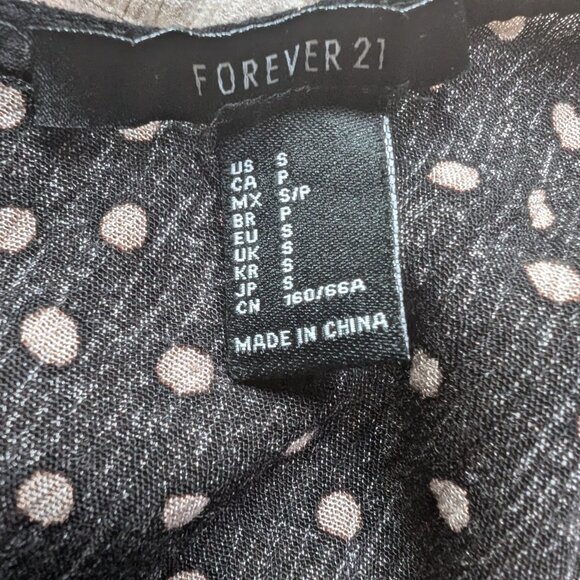 FOREVER 21
US S
CA P
MX S/P
BR P
EU S
UK S
KR S
JP S
CN 160/66A
MADE IN CHINA